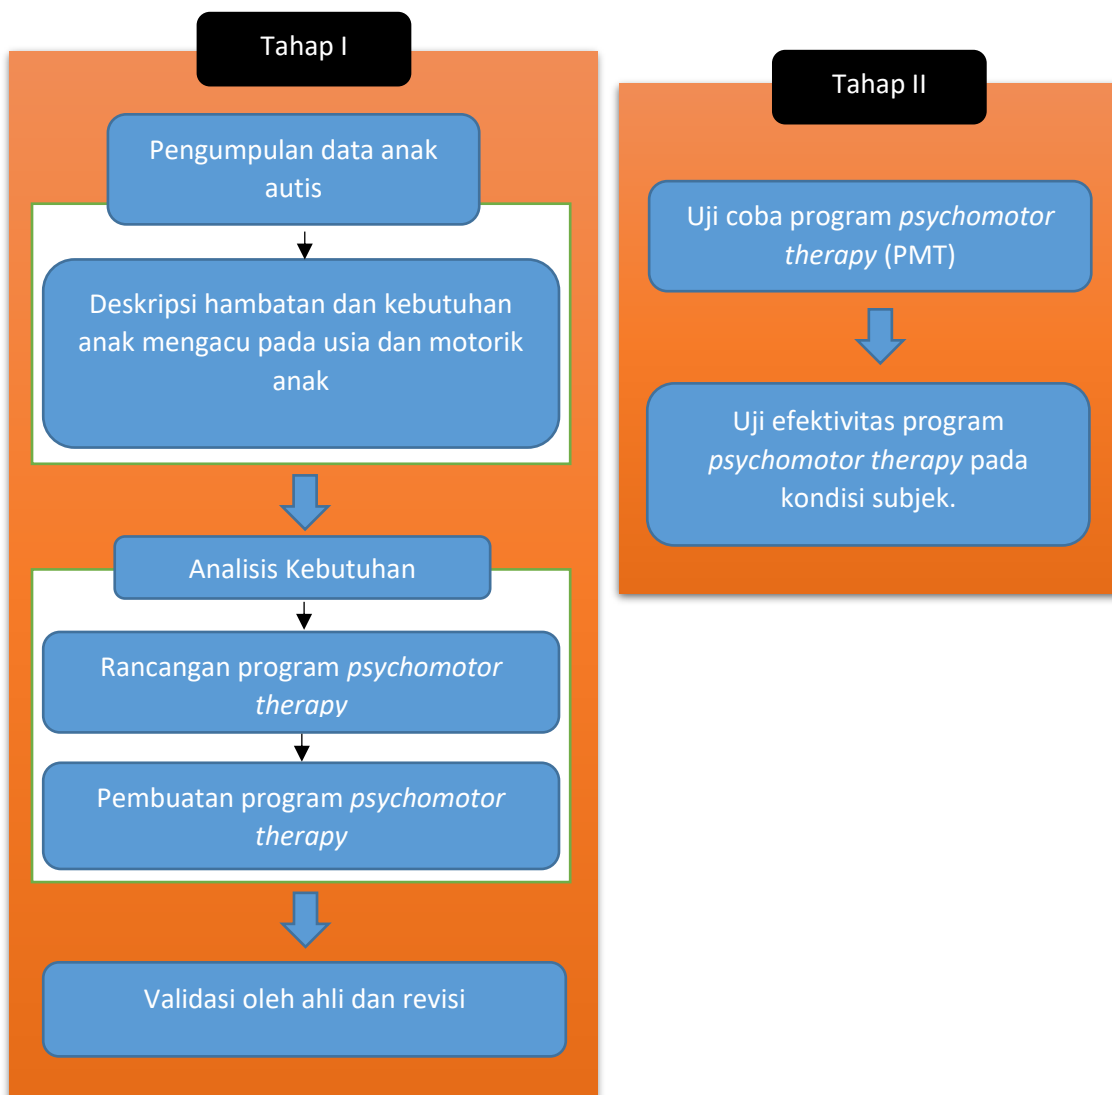 Tahap I
Pengumpulan data anak
autis
Deskripsi hambatan dan kebutuhan
anak mengacu pada usia dan motorik
anak
Analisis Kebutuhan
Rancangan program psychomotor
therapy
Pembuatan program psychomotor
therapy
Validasi oleh ahli dan revisi
Tahap II
Uji coba program psychomotor
therapy (PMT)
Uji efektivitas program
psychomotor therapy pada
kondisi subjek.